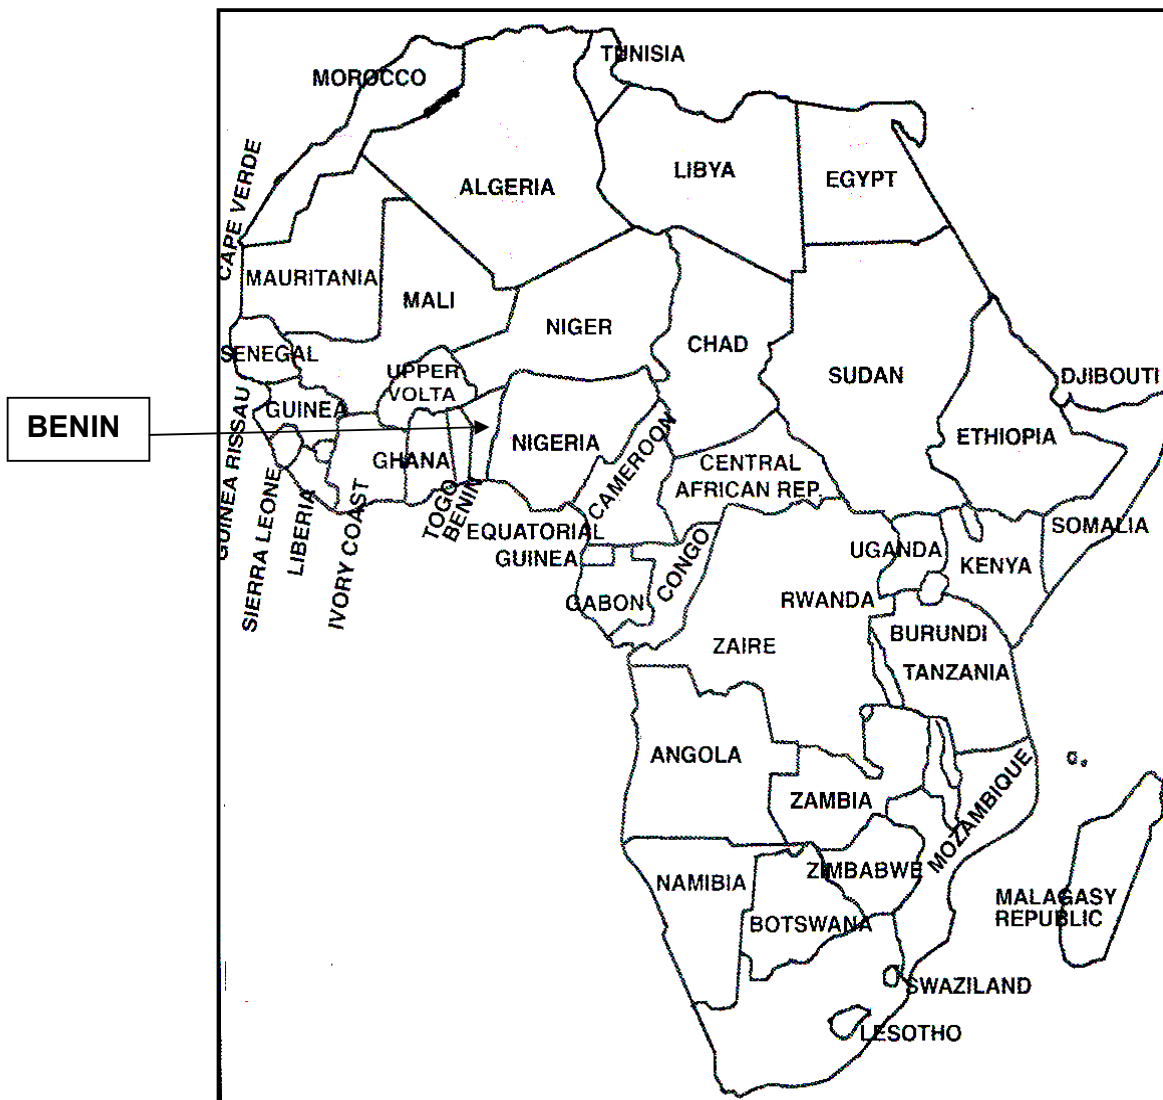 TUNISIA
MOROCCO
LIBYA
EGYPT
ALGERIA
CAPE VERDE
MAURITANIA
MALI
NIGER
CHAD
SENEGAL
UPPER
VOLTA
SUDAN
DJIBOUTI
GUINEA
BENIN
GUINEA RISSAU
NIGERIA
ETHIOPIA
GHANA
CAMEROON
CENTRAL
AFRICAN REP.
SIERRA LEONE
LIBERIA
IVORY COAST
TOGO
BENIN
EQUATORIAL
GUINEA
SOMALIA
UGANDA
KENYA
CONGO
GABON
RWANDA
BURUNDI
ZAIRE
TANZANIA
ANGOLA
ZAMBIA
MOZAMBIQUE
ZIMBABWE
NAMIBIA
MALAGASY
REPUBLIC
BOTSWANA
SWAZILAND
LESOTHO